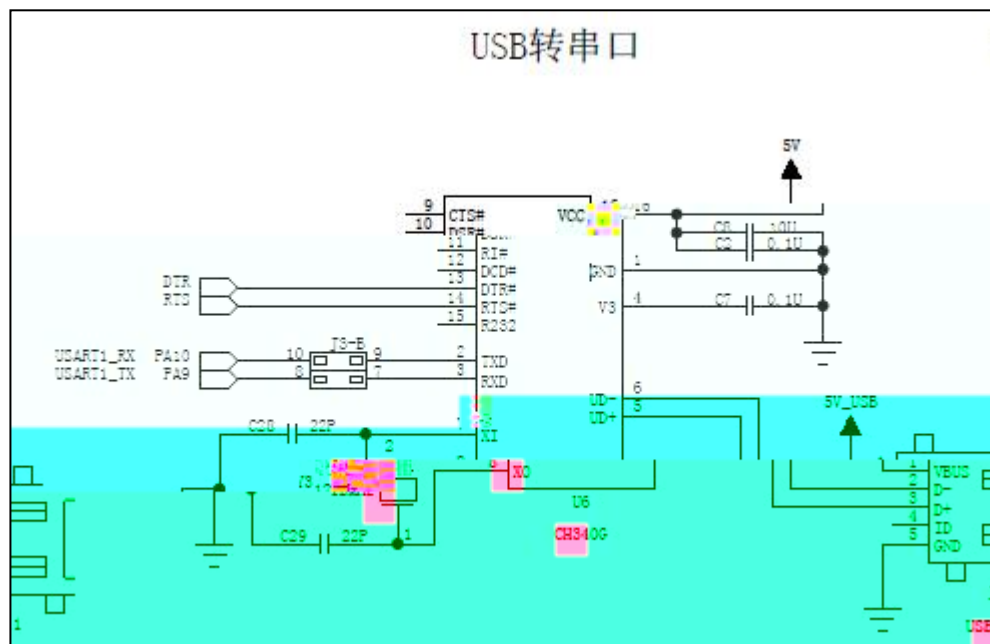 USB转串口
5V
9 CTS# VCC
10
11 RI# C8 10U
12 DCD# GND 1 C2 0.1U
DTR 13 DTR#
RTS 14 RTS# V3 4 C7 0.1U
15 R232
USART1_RX PA10 10 J3-B 9 2 TXD
USART1_TX PA9 8 7 3 RXD
UD- 6
UD+ 5 5V_USB
C28 22P XI
2
XO 1 VBUS
2 D-
U6 3 D+
4 ID
C29 22P 1 CH340G 5 GND
1 USB